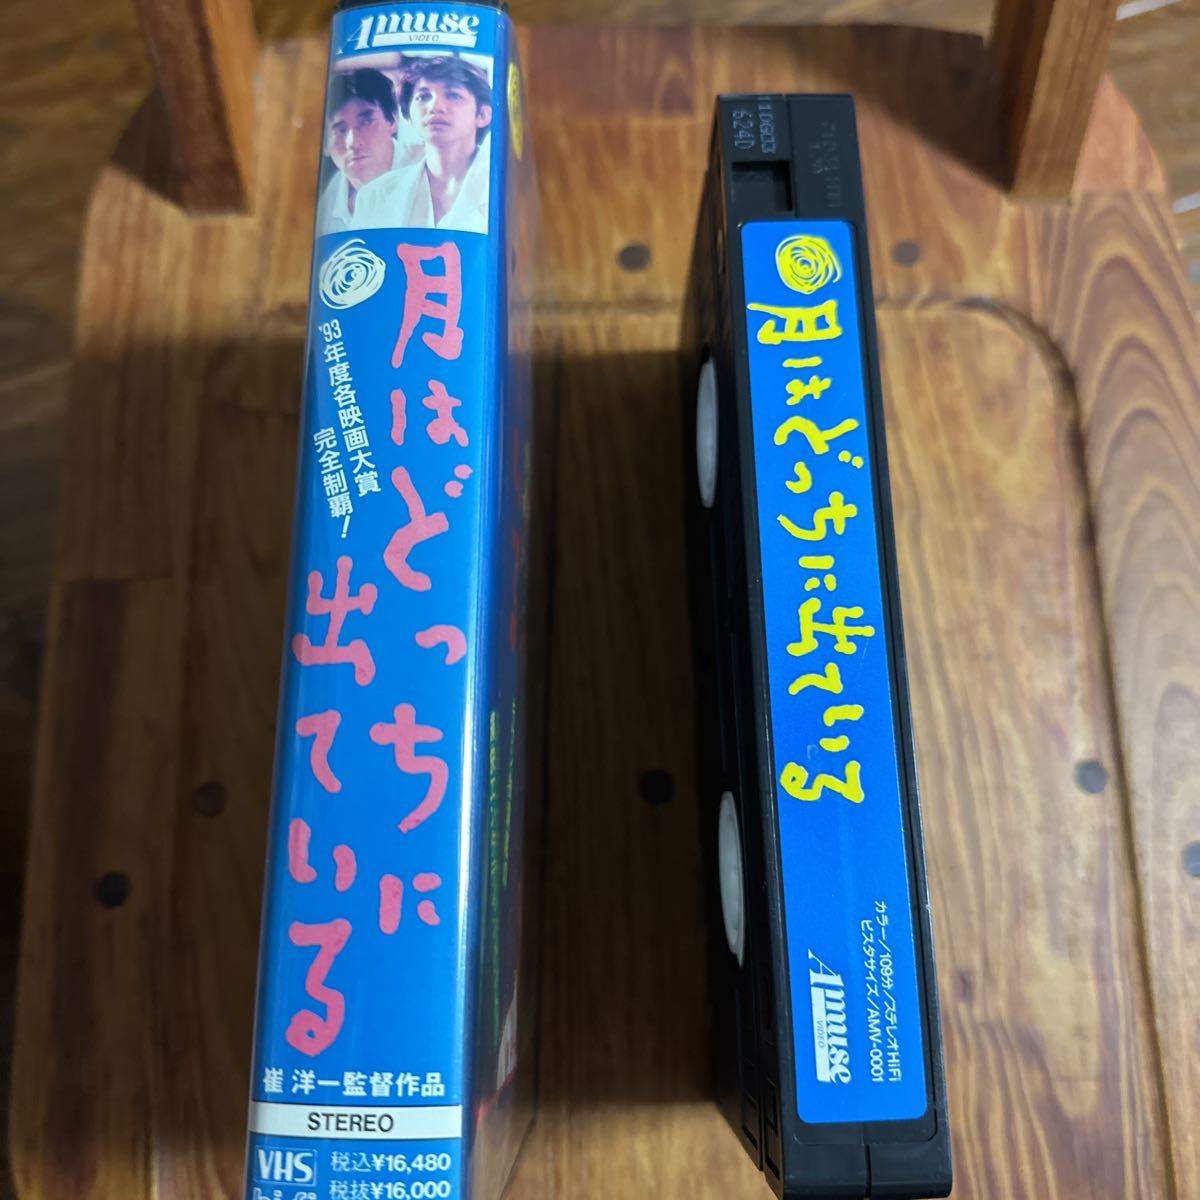 Amuse
VIDEO
月はどっちに
出ている
'93年度各映画大賞
完全制覇!
崔 洋一監督作品
STEREO
VHS
税込¥16,480
税抜¥16,000
624D
月はどっちに出ている
カラー/109分/ステレオHiFi
ビスタサイズ/AMV-0001
Amuse
VIDEO